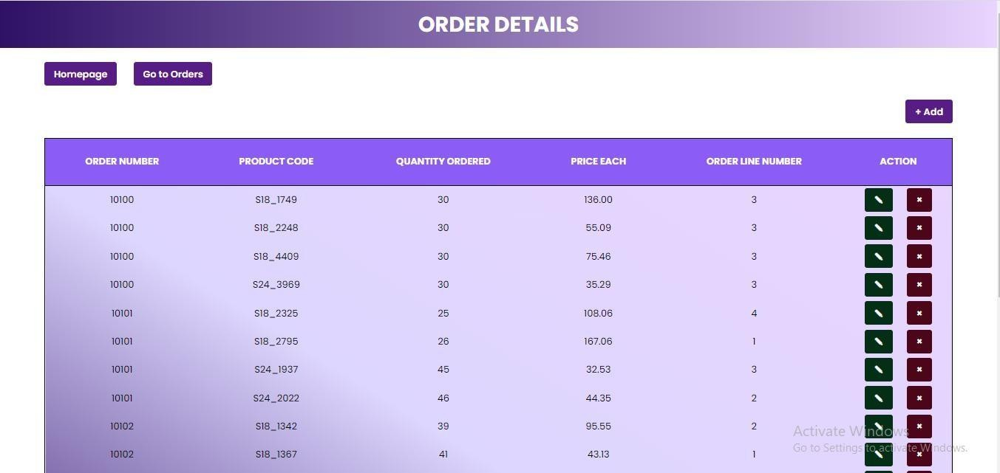 ORDER DETAILS
Homepage Go to Orders
+ Add
ORDER NUMBER PRODUCT CODE QUANTITY ORDERED PRICE EACH ORDER LINE NUMBER ACTION
10100 S18_1749 30 136.00 3
10100 S18_2248 30 55.09 3
10100 S18_4409 30 75.46 3
10100 S24_3969 30 35.29 3
10101 S18_2325 25 108.06 4
10101 S18_2795 26 167.06 1
10101 S24_1937 45 32.53 3
10101 S24_2022 46 44.35 2
10102 S18_1342 39 95.55 2
10102 S18_1367 41 43.13 1
Activate Windows
Go to Settings to activate Windows.